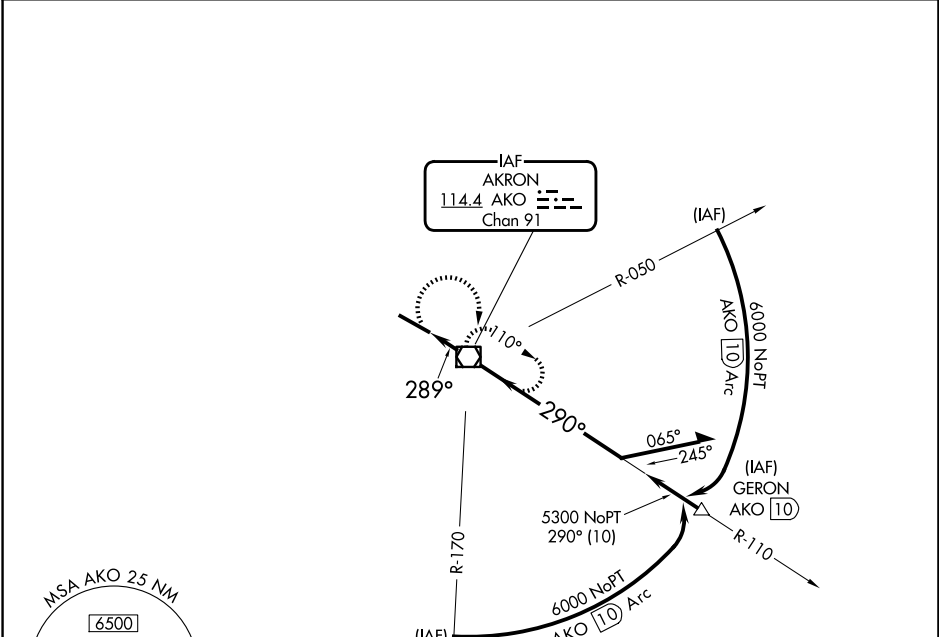 IAF
AKRON
114.4 AKO
Chan 91
(IAF)
R-050
6000 NoPT
AKO 10 Arc
110°
289°
290°
065°
245°
(IAF)
GERON
AKO 10
5300 NoPT
290° (10)
R-110
R-170
6000 NoPT
AKO 10 Arc
(IAF)
MSA AKO 25 NM
6500